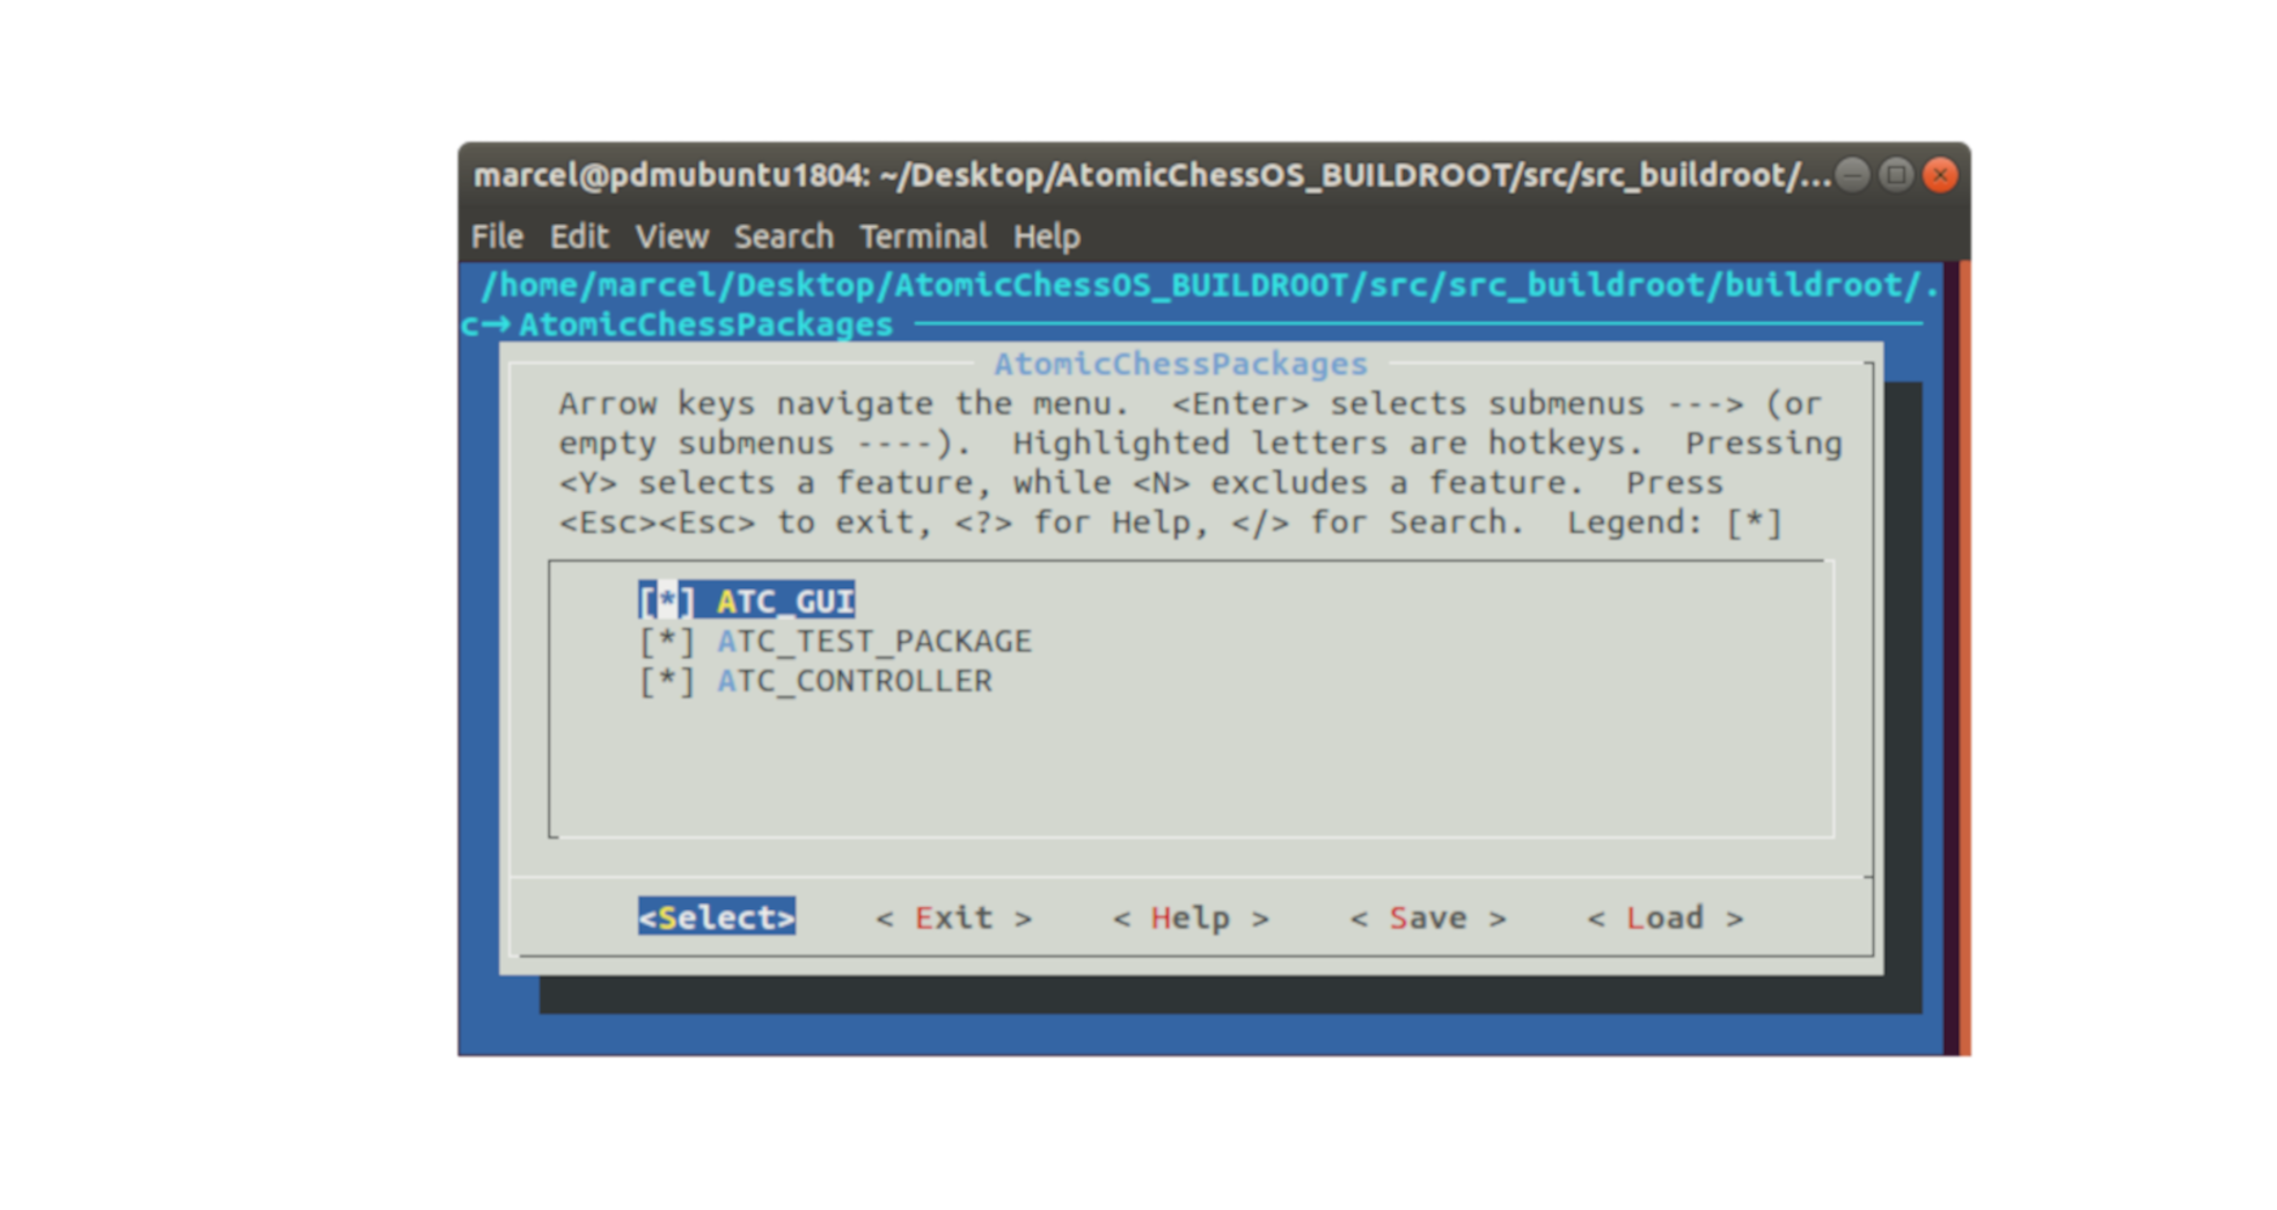 marcel@pdmubuntu1804: ~/Desktop/AtomicChessOS_BUILDROOT/src/src_buildroot/...
File Edit View Search Terminal Help
/home/marcel/Desktop/AtomicChessOS_BUILDROOT/src/src_buildroot/buildroot/.
c→ AtomicChessPackages
AtomicChessPackages
Arrow keys navigate the menu.  <Enter> selects submenus ---> (or
empty submenus ----).  Highlighted letters are hotkeys.  Pressing
<Y> selects a feature, while <N> excludes a feature.  Press
<Esc><Esc> to exit, <?> for Help, </> for Search.  Legend: [*]
[*] ATC_GUI
[*] ATC_TEST_PACKAGE
[*] ATC_CONTROLLER
<Select> < Exit > < Help > < Save > < Load >